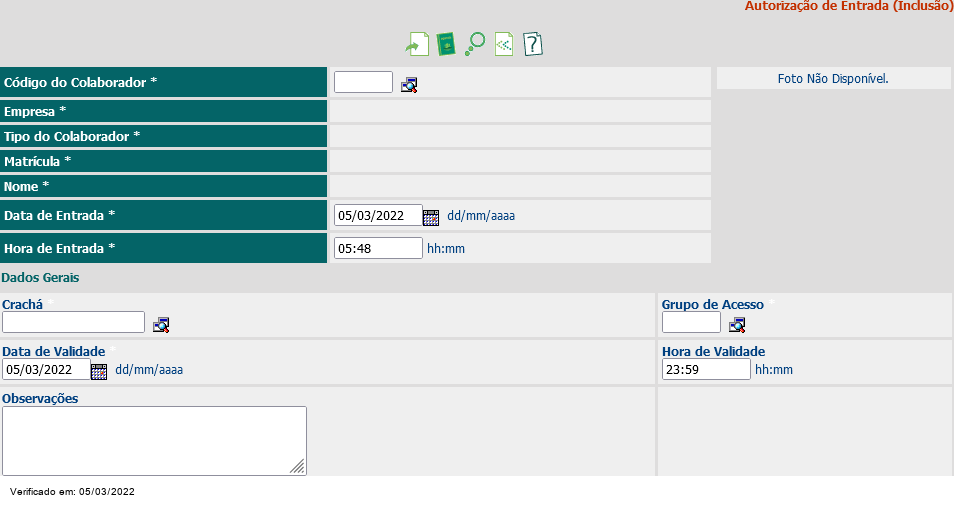 Autorização de Entrada (Inclusão)
?
Código do Colaborador *
Foto Não Disponível.
Empresa *
Tipo do Colaborador *
Matrícula *
Nome *
Data de Entrada *
05/03/2022 dd/mm/aaaa
Hora de Entrada *
05:48 hh:mm
Dados Gerais
Crachá *
Grupo de Acesso *
Data de Validade *
05/03/2022 dd/mm/aaaa
Hora de Validade
23:59 hh:mm
Observações
Verificado em: 05/03/2022